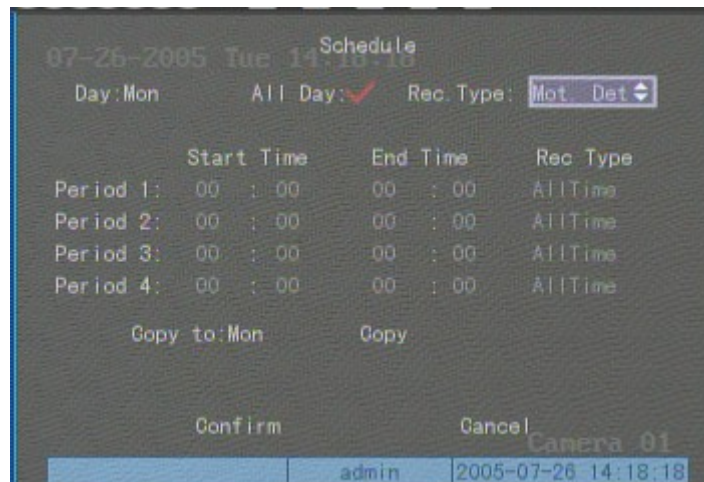 Schedule
07-26-2005 Tue 14:18:18
Day:Mon All Day: Rec.Type: Mot. Det
Start Time End Time Rec Type
Period 1: 00 : 00 00 : 00 AllTime
Period 2: 00 : 00 00 : 00 AllTime
Period 3: 00 : 00 00 : 00 AllTime
Period 4: 00 : 00 00 : 00 AllTime
Copy to:Mon Copy
Confirm Cancel
Camera 01
admin 2005-07-26 14:18:18